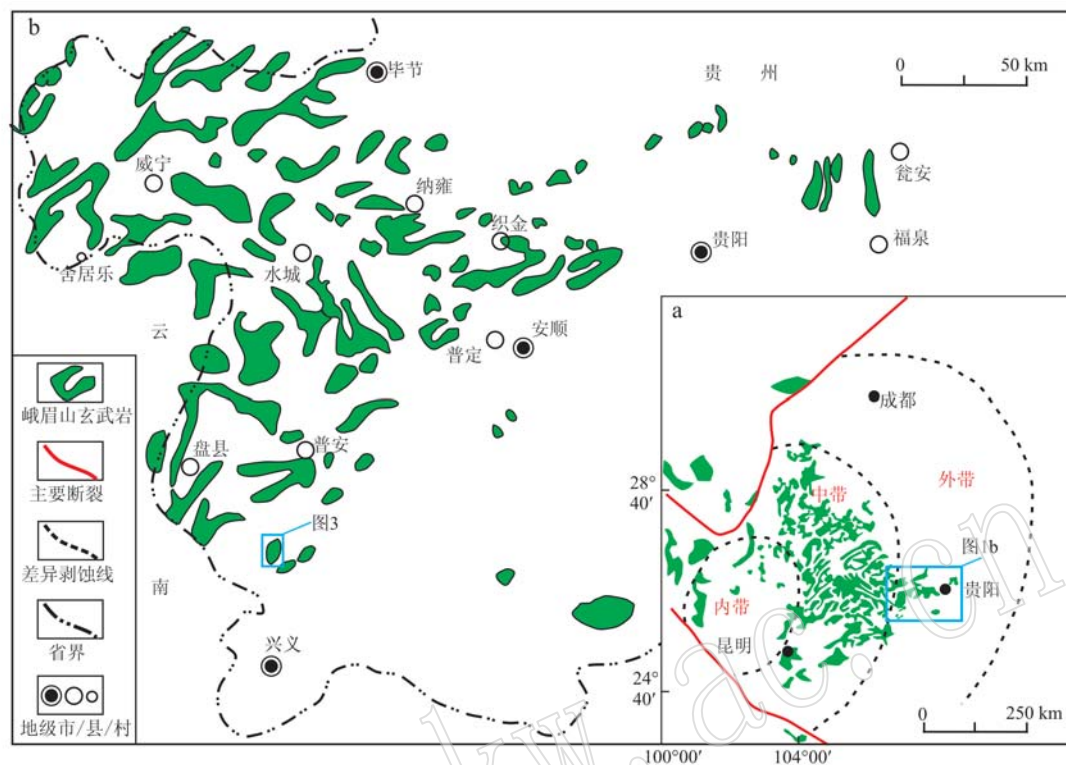 b
毕节
贵 州
0 50 km
威宁
纳雍
瓮安
织金
贵阳
福泉
舍居乐
水城
云
安顺
普定
峨眉山玄武岩
盘县
普安
主要断裂
图3
差异剥蚀线
南
省界
兴义
地级市/县/村
a
成都
28°
40′
中带
外带
图1b
贵阳
内带
昆明
24°
40′
0 250 km
100°00′ 104°00′
kw.ac.cn